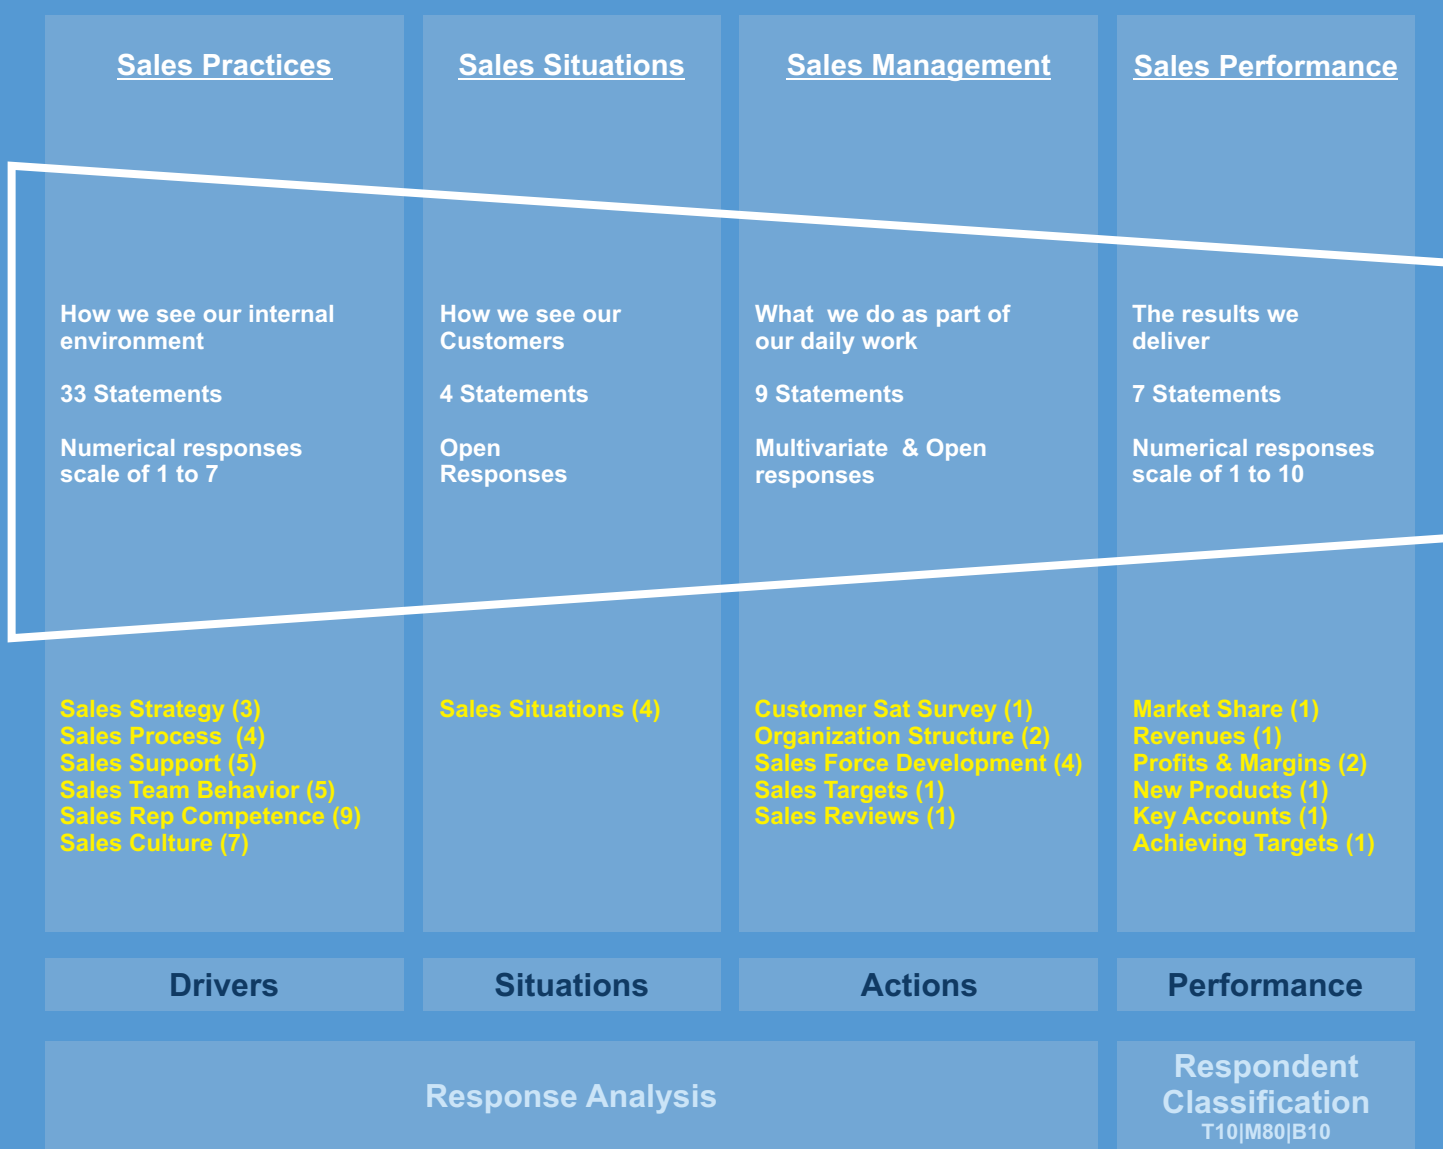 Sales Practices
How we see our internal
environment
33 Statements
Numerical responses
scale of 1 to 7
Sales Strategy (3)
Sales Process  (4)
Sales Support (5)
Sales Team Behavior (5)
Sales Rep Competence (9)
Sales Culture (7)
Drivers
Sales Situations
How we see our
Customers
4 Statements
Open
Responses
Sales Situations (4)
Situations
Sales Management
What  we do as part of
our daily work
9 Statements
Multivariate  & Open
responses
Customer Sat Survey (1)
Organization Structure (2)
Sales Force Development (4)
Sales Targets (1)
Sales Reviews (1)
Actions
Sales Performance
The results we
deliver
7 Statements
Numerical responses
scale of 1 to 10
Market Share (1)
Revenues (1)
Profits & Margins (2)
New Products (1)
Key Accounts (1)
Achieving Targets (1)
Performance
Response Analysis
Respondent
Classification
T10|M80|B10